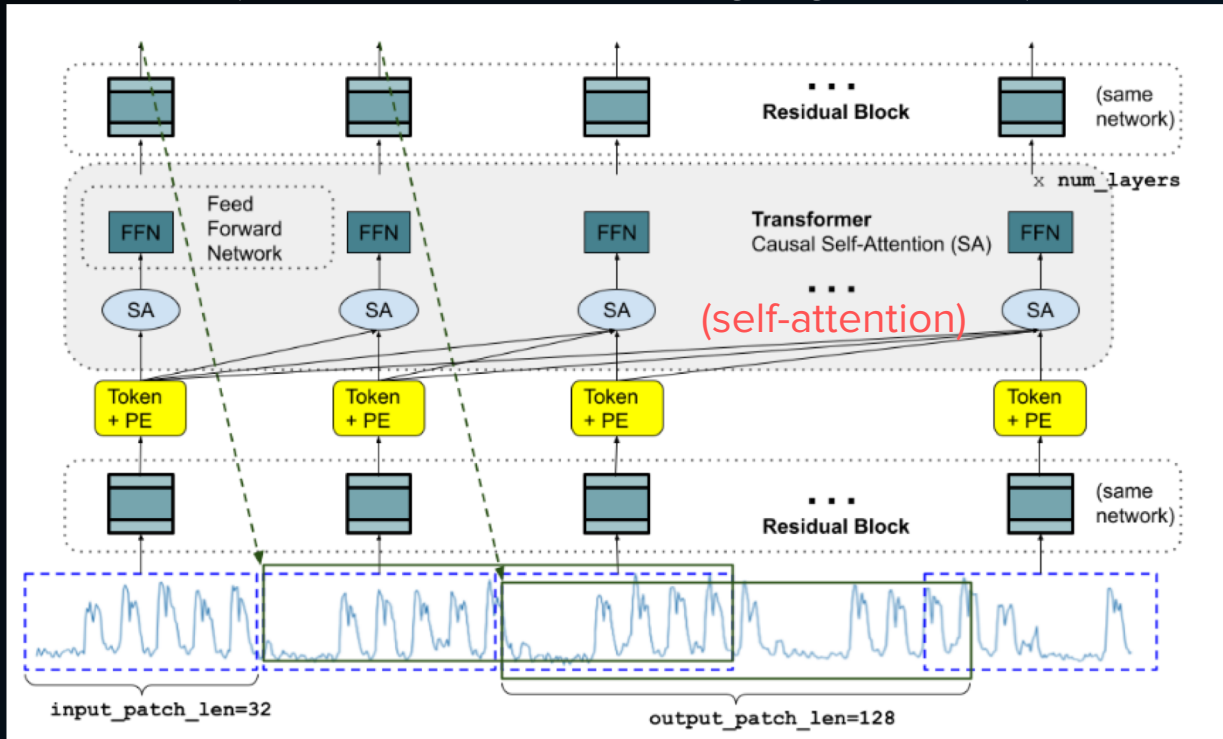 Residual Block
(same
network)
x num_layers
Feed
Forward
Network
FFN
FFN
FFN
Transformer
Causal Self-Attention (SA)
FFN
SA
SA
SA
(self-attention)
SA
Token
+ PE
Token
+ PE
Token
+ PE
Token
+ PE
Residual Block
(same
network)
input_patch_len=32
output_patch_len=128